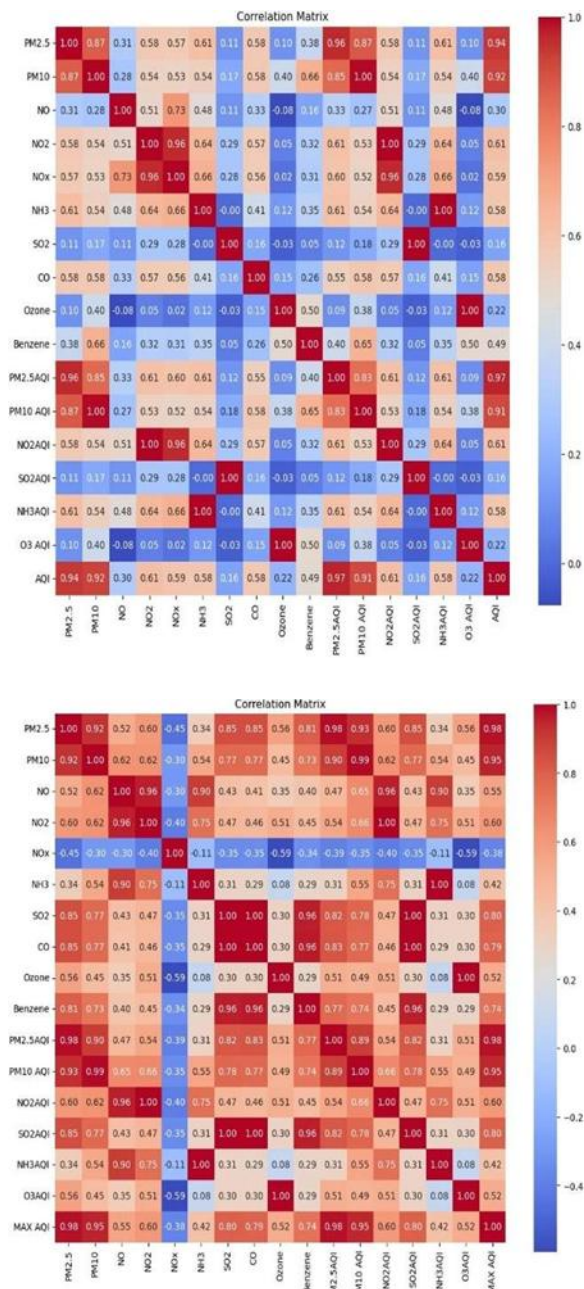 Correlation Matrix
PM2.5 1.00 0.87 0.31 0.58 0.57 0.61 0.11 0.58 0.10 0.38 0.96 0.87 0.58 0.11 0.61 0.10 0.94
PM10 0.87 1.00 0.28 0.54 0.53 0.54 0.17 0.58 0.40 0.66 0.85 1.00 0.54 0.17 0.54 0.40 0.92
NO 0.31 0.28 1.00 0.51 0.73 0.48 0.11 0.33 -0.08 0.16 0.33 0.27 0.51 0.11 0.48 -0.08 0.30
NO2 0.58 0.54 0.51 1.00 0.96 0.64 0.29 0.57 0.05 0.32 0.61 0.53 1.00 0.29 0.64 0.05 0.61
NOx 0.57 0.53 0.73 0.96 1.00 0.66 0.28 0.56 0.02 0.31 0.60 0.52 0.96 0.28 0.66 0.02 0.59
NH3 0.61 0.54 0.48 0.64 0.66 1.00 -0.00 0.41 0.12 0.35 0.61 0.54 0.64 -0.00 1.00 0.12 0.58
SO2 0.11 0.17 0.11 0.29 0.28 -0.00 1.00 0.16 -0.03 0.05 0.12 0.18 0.29 1.00 -0.00 -0.03 0.16
CO 0.58 0.58 0.33 0.57 0.56 0.41 0.16 1.00 0.15 0.26 0.55 0.58 0.57 0.16 0.41 0.15 0.58
Ozone 0.10 0.40 -0.08 0.05 0.02 0.12 -0.03 0.15 1.00 0.50 0.09 0.38 0.05 -0.03 0.12 1.00 0.22
Benzene 0.38 0.66 0.16 0.32 0.31 0.35 0.05 0.26 0.50 1.00 0.40 0.65 0.32 0.05 0.35 0.50 0.49
PM2.5AQI 0.96 0.85 0.33 0.61 0.60 0.61 0.12 0.55 0.09 0.40 1.00 0.83 0.61 0.12 0.61 0.09 0.97
PM10 AQI 0.87 1.00 0.27 0.53 0.52 0.54 0.18 0.58 0.38 0.65 0.83 1.00 0.53 0.18 0.54 0.38 0.91
NO2AQI 0.58 0.54 0.51 1.00 0.96 0.64 0.29 0.57 0.05 0.32 0.61 0.53 1.00 0.29 0.64 0.05 0.61
SO2AQI 0.11 0.17 0.11 0.29 0.28 -0.00 1.00 0.16 -0.03 0.05 0.12 0.18 0.29 1.00 -0.00 -0.03 0.16
NH3AQI 0.61 0.54 0.48 0.64 0.66 1.00 -0.00 0.41 0.12 0.35 0.61 0.54 0.64 -0.00 1.00 0.12 0.58
O3 AQI 0.10 0.40 -0.08 0.05 0.02 0.12 -0.03 0.15 1.00 0.50 0.09 0.38 0.05 -0.03 0.12 1.00 0.22
AQI 0.94 0.92 0.30 0.61 0.59 0.58 0.16 0.58 0.22 0.49 0.97 0.91 0.61 0.16 0.58 0.22 1.00
PM2.5 PM10 NO NO2 NOx NH3 SO2 CO Ozone Benzene PM2.5AQI PM10 AQI NO2AQI SO2AQI NH3AQI O3 AQI AQI
1.0
0.8
0.6
0.4
0.2
0.0
Correlation Matrix
PM2.5 1.00 0.92 0.52 0.60 -0.45 0.34 0.85 0.85 0.56 0.81 0.98 0.93 0.60 0.85 0.34 0.56 0.98
PM10 0.92 1.00 0.62 0.62 -0.30 0.54 0.77 0.77 0.45 0.73 0.90 0.99 0.62 0.77 0.54 0.45 0.95
NO 0.52 0.62 1.00 0.96 -0.30 0.90 0.43 0.41 0.35 0.40 0.47 0.65 0.96 0.43 0.90 0.35 0.55
NO2 0.60 0.62 0.96 1.00 -0.40 0.75 0.47 0.46 0.51 0.45 0.54 0.66 1.00 0.47 0.75 0.51 0.60
NOx -0.45 -0.30 -0.30 -0.40 1.00 -0.11 -0.35 -0.35 -0.59 -0.34 -0.39 -0.35 -0.40 -0.35 -0.11 -0.59 -0.38
NH3 0.34 0.54 0.90 0.75 -0.11 1.00 0.31 0.29 0.08 0.29 0.31 0.55 0.75 0.31 1.00 0.08 0.42
SO2 0.85 0.77 0.43 0.47 -0.35 0.31 1.00 1.00 0.30 0.96 0.82 0.78 0.47 1.00 0.31 0.30 0.80
CO 0.85 0.77 0.41 0.46 -0.35 0.29 1.00 1.00 0.30 0.96 0.83 0.77 0.46 1.00 0.29 0.30 0.79
Ozone 0.56 0.45 0.35 0.51 -0.59 0.08 0.30 0.30 1.00 0.29 0.51 0.49 0.51 0.30 0.08 1.00 0.52
Benzene 0.81 0.73 0.40 0.45 -0.34 0.29 0.96 0.96 0.29 1.00 0.77 0.74 0.45 0.96 0.29 0.29 0.74
PM2.5AQI 0.98 0.90 0.47 0.54 -0.39 0.31 0.82 0.83 0.51 0.77 1.00 0.89 0.54 0.82 0.31 0.51 0.98
PM10 AQI 0.93 0.99 0.65 0.66 -0.35 0.55 0.78 0.77 0.49 0.74 0.89 1.00 0.66 0.78 0.55 0.49 0.95
NO2AQI 0.60 0.62 0.96 1.00 -0.40 0.75 0.47 0.46 0.51 0.45 0.54 0.66 1.00 0.47 0.75 0.51 0.60
SO2AQI 0.85 0.77 0.43 0.47 -0.35 0.31 1.00 1.00 0.30 0.96 0.82 0.78 0.47 1.00 0.31 0.30 0.80
NH3AQI 0.34 0.54 0.90 0.75 -0.11 1.00 0.31 0.29 0.08 0.29 0.31 0.55 0.75 0.31 1.00 0.08 0.42
O3AQI 0.56 0.45 0.35 0.51 -0.59 0.08 0.30 0.30 1.00 0.29 0.51 0.49 0.51 0.30 0.08 1.00 0.52
MAX AQI 0.98 0.95 0.55 0.60 -0.38 0.42 0.80 0.79 0.52 0.74 0.98 0.95 0.60 0.80 0.42 0.52 1.00
PM2.5 PM10 NO NO2 NOx NH3 SO2 CO Ozone Benzene PM2.5AQI PM10 AQI NO2AQI SO2AQI NH3AQI O3AQI MAX AQI
1.0
0.8
0.6
0.4
0.2
0.0
-0.2
-0.4